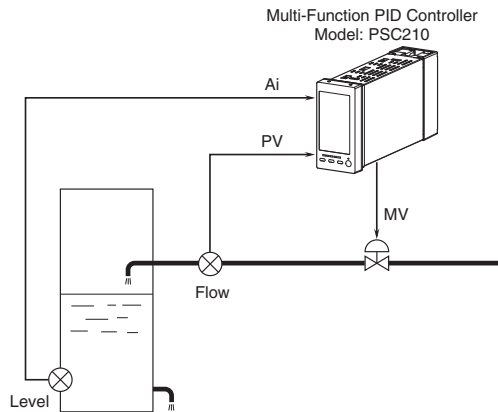 Multi-Function PID Controller
Model: PSC210
Ai
PV
MV
Flow
Level